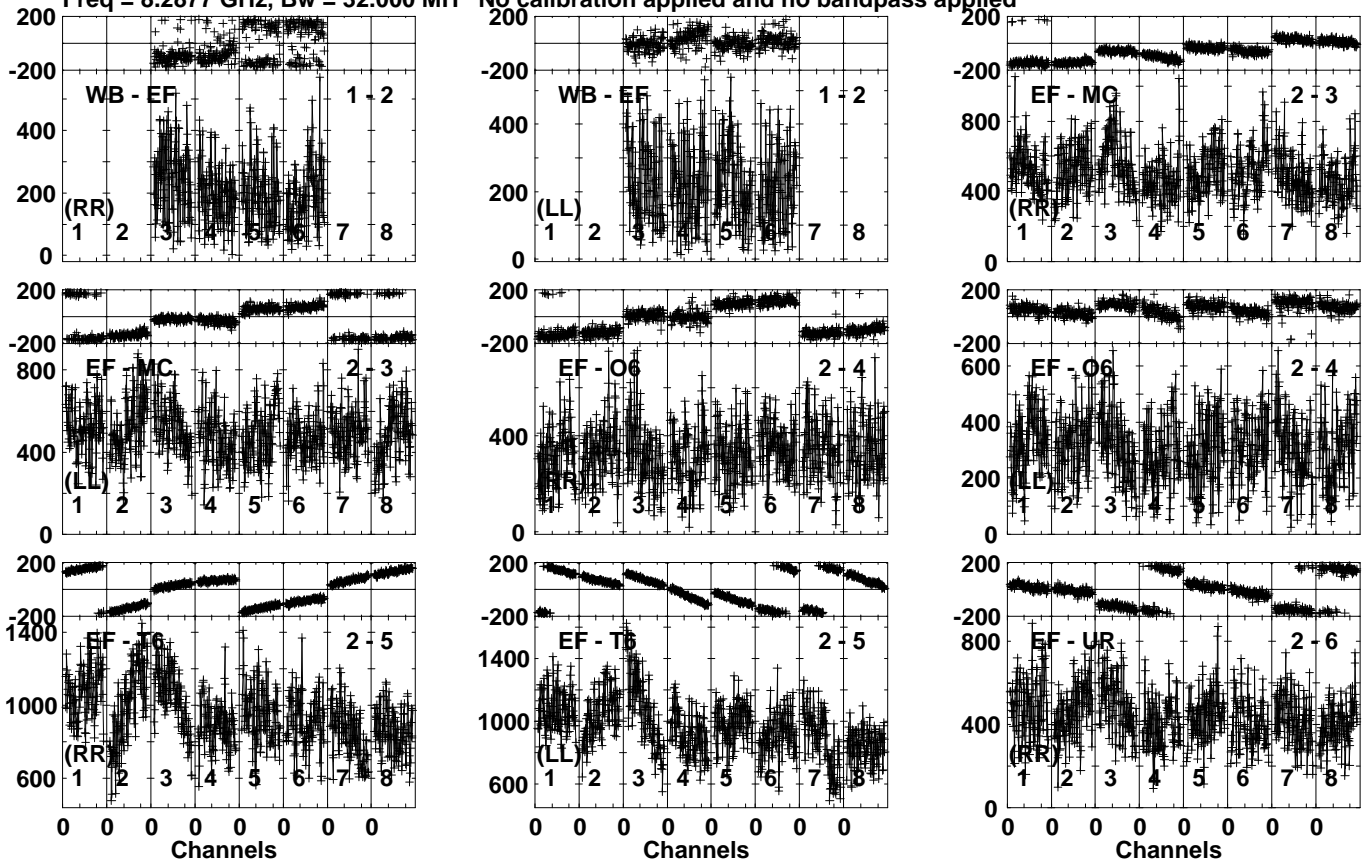 Freq = 8.2877 GHz, Bw = 32.000 MH No calibration applied and no bandpass applied
200
-200
WB - EF 1 - 2
400
200
0
(RR)
1 2 3 4 5 6 7 8
200
-200
WB - EF 1 - 2
400
200
0
(LL)
1 2 3 4 5 6 7 8
200
-200
EF - MC 2 - 3
800
400
0
(RR)
1 2 3 4 5 6 7 8
200
-200
EF - MC 2 - 3
800
400
0
(LL)
1 2 3 4 5 6 7 8
200
-200
EF - O6 2 - 4
400
0
(RR)
1 2 3 4 5 6 7 8
200
-200
EF - O6 2 - 4
600
400
200
0
(LL)
1 2 3 4 5 6 7 8
200
-200
EF - T6 2 - 5
1400
1000
600
(RR)
1 2 3 4 5 6 7 8
0 0 0 0 0 0 0 0
Channels
200
-200
EF - T6 2 - 5
1400
1000
600
(LL)
1 2 3 4 5 6 7 8
0 0 0 0 0 0 0 0
Channels
200
-200
EF - UR 2 - 6
800
400
0
(RR)
1 2 3 4 5 6 7 8
0 0 0 0 0 0 0 0
Channels